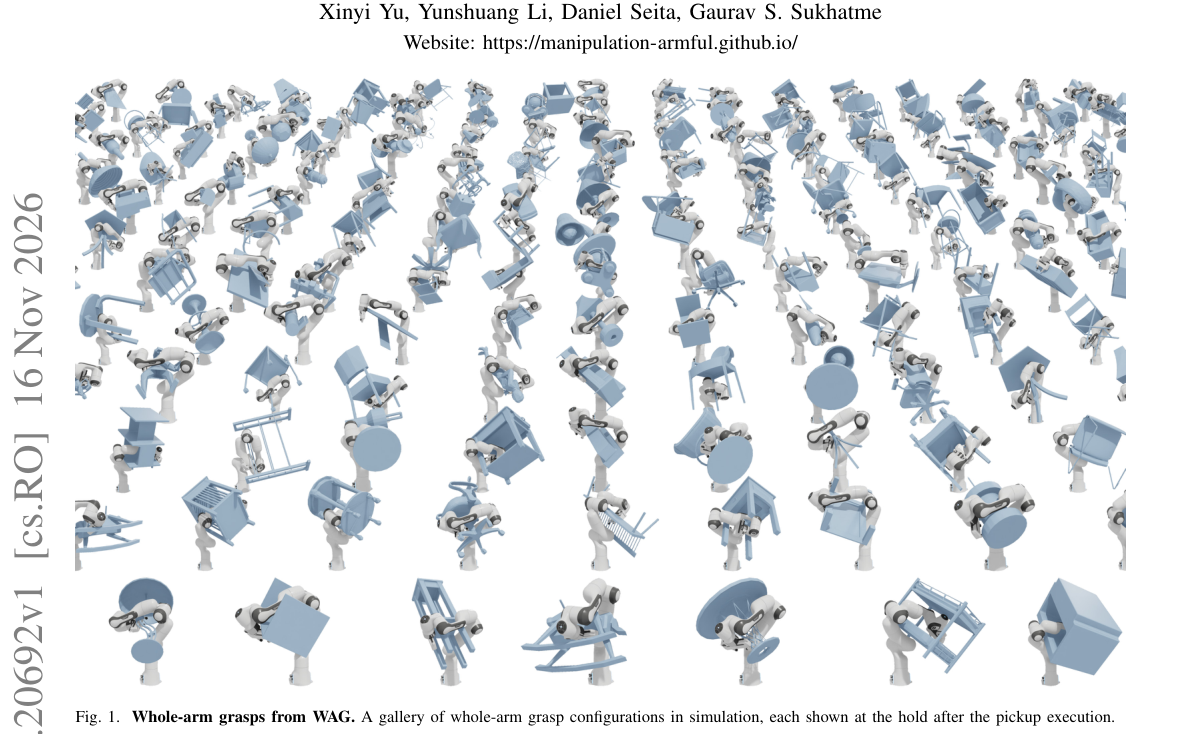 Xinyi Yu, Yunshuang Li, Daniel Seita, Gaurav S. Sukhatme
Website: https://manipulation-armful.github.io/
.20692v1 [cs.RO] 16 Nov 2026
Fig. 1. Whole-arm grasps from WAG. A gallery of whole-arm grasp configurations in simulation, each shown at the hold after the pickup execution.